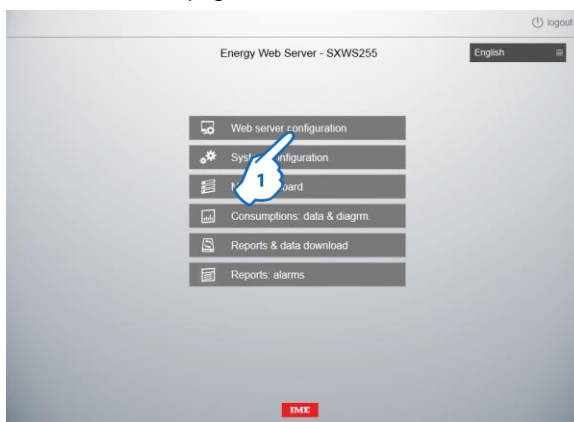 logout
Energy Web Server - SXWS255
English
Web server configuration
1
Consumptions: data & diagrm.
Reports & data download
Reports: alarms
IME